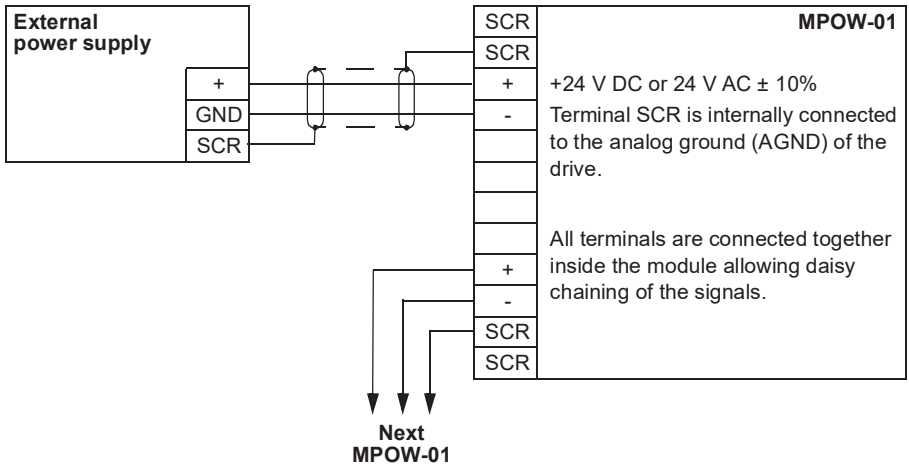 External
power supply
+
GND
SCR
SCR
MPOW-01
SCR
+
+24 V DC or 24 V AC ± 10%
-
Terminal SCR is internally connected
to the analog ground (AGND) of the
drive.
All terminals are connected together
+
inside the module allowing daisy
-
chaining of the signals.
SCR
SCR
Next
MPOW-01